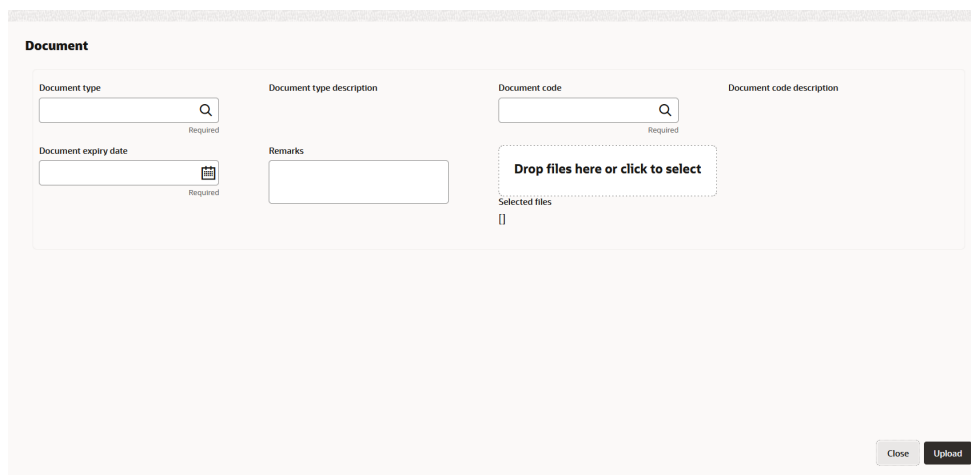 Document
Document type
Document type description
Document code
Document code description
Required
Required
Document expiry date
Remarks
Drop files here or click to select
Required
Selected files
[]
Close
Upload